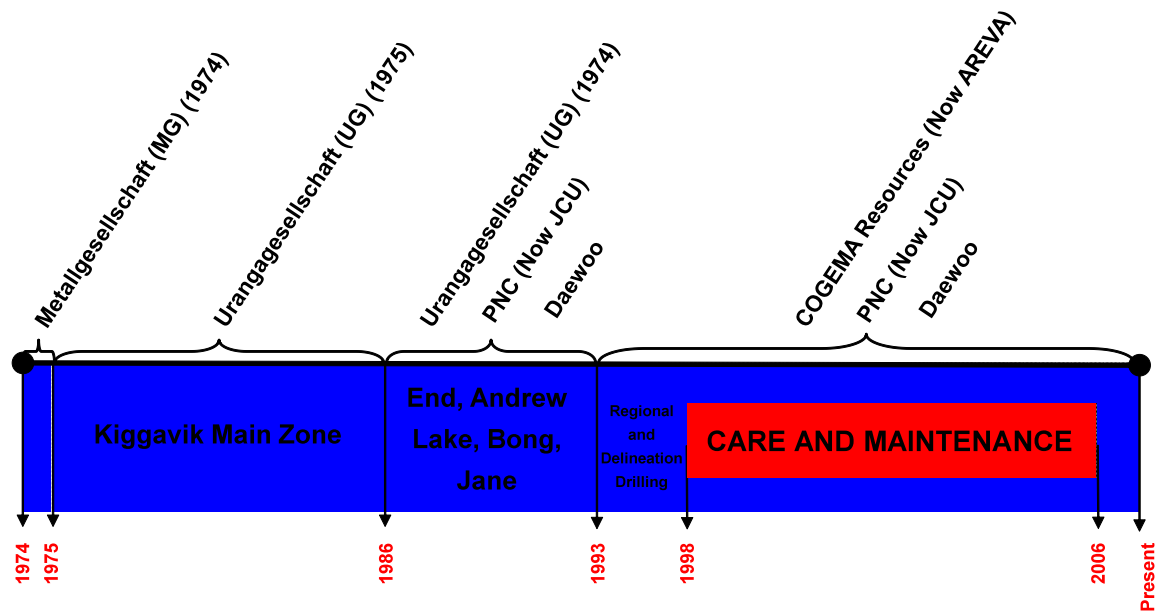 Metallgesellschaft (MG) (1974)
Urangagesellschaft (UG) (1975)
Urangagesellschaft (UG) (1974)
PNC (Now JCU)
Daewoo
COGEMA Resources (Now AREVA)
PNC (Now JCU)
Daewoo
Kiggavik Main Zone
End, Andrew
Lake, Bong,
Jane
Regional
and
Delineation
Drilling
CARE AND MAINTENANCE
1974
1975
1986
1993
1998
2006
Present